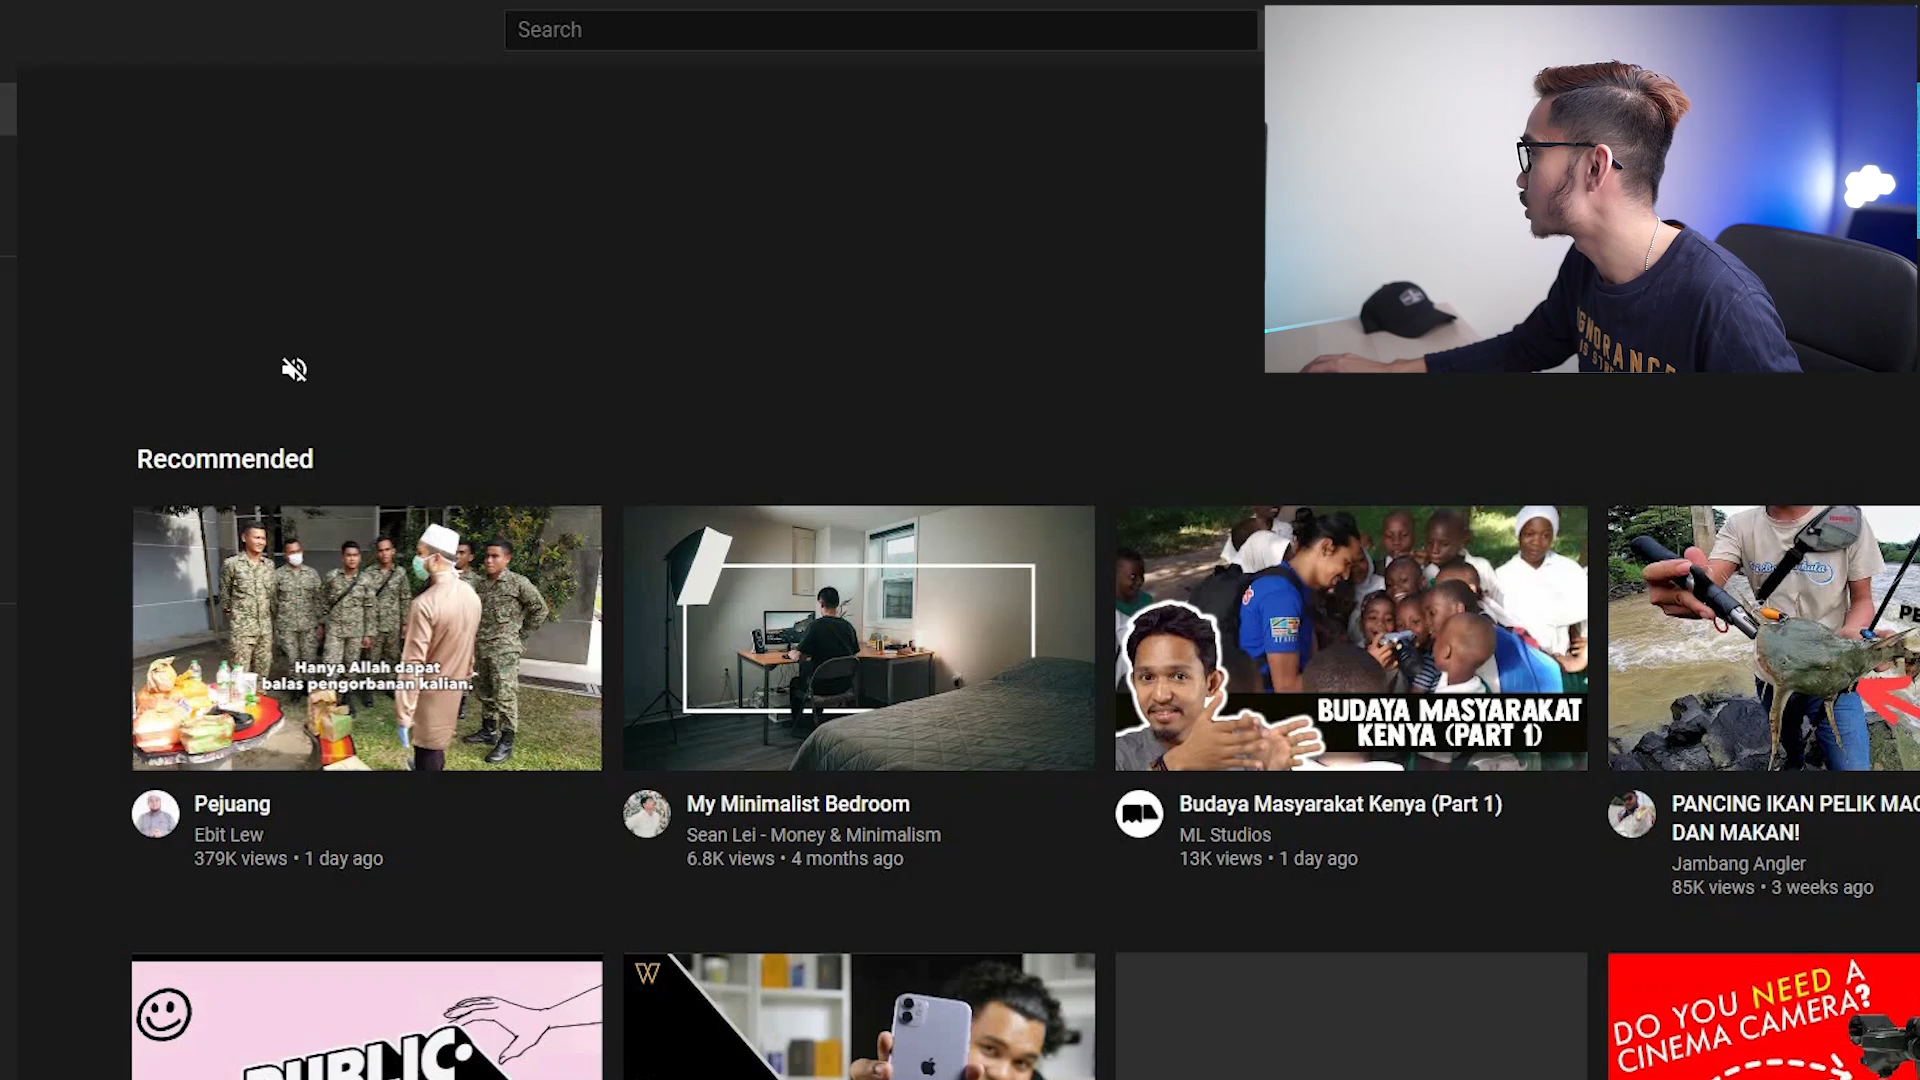 Search
IGNORANCE
Recommended
Hanya Allah dapat
balas pengorbanan kalian.
BUDAYA MASYARAKAT
KENYA (PART 1)
Pejuang
Ebit Lew
379K views • 1 day ago
My Minimalist Bedroom
Sean Lei - Money & Minimalism
6.8K views • 4 months ago
Budaya Masyarakat Kenya (Part 1)
ML Studios
13K views • 1 day ago
PANCING IKAN PELIK
DAN MAKAN!
Jambang Angler
85K views • 3 weeks ago
PUBLIC
W
DO YOU NEED A
CINEMA CAMERA?